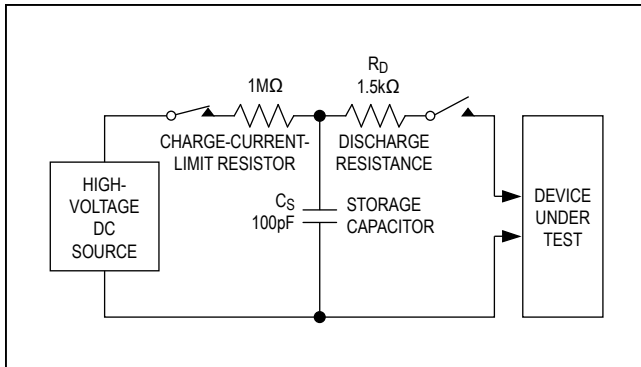 1MΩ
R_D
1.5kΩ
CHARGE-CURRENT-
LIMIT RESISTOR
DISCHARGE
RESISTANCE
HIGH-
VOLTAGE
DC
SOURCE
C_S
100pF
STORAGE
CAPACITOR
DEVICE
UNDER
TEST